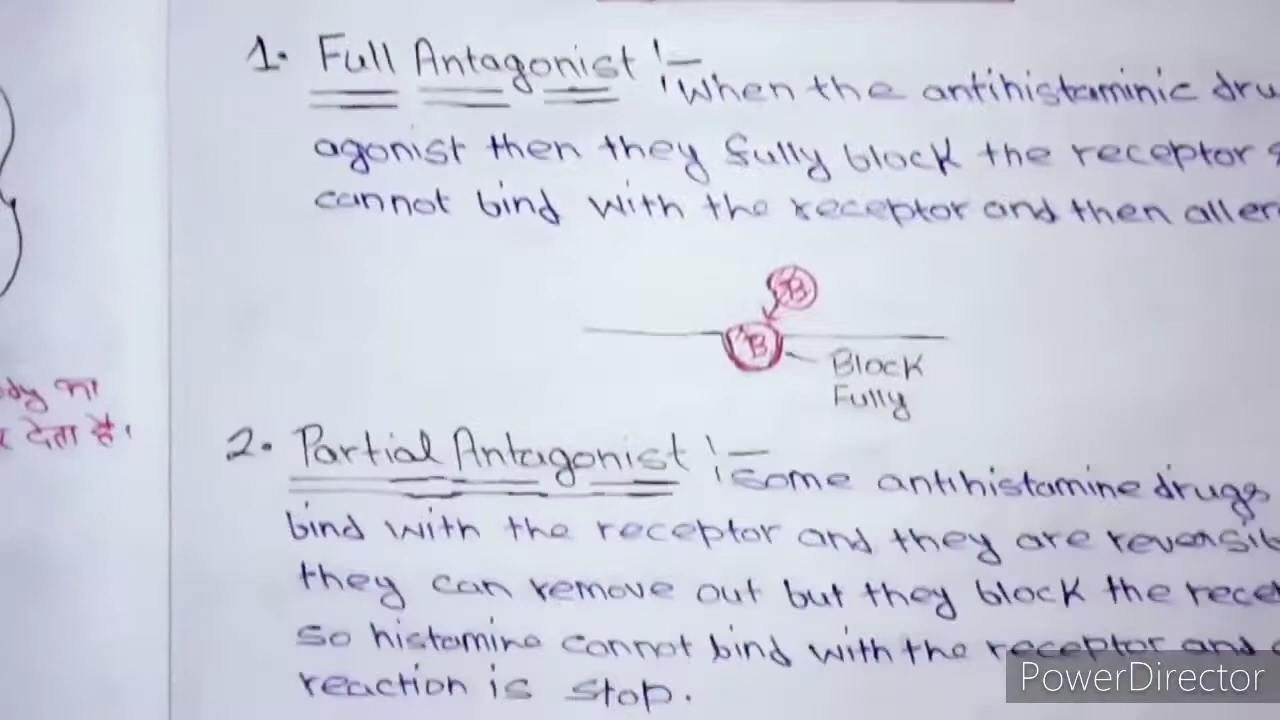 1. Full Antagonist :- When the antihistaminic dru
agonist then they fully block the receptor
cannot bind with the receptor and then aller
B
B
Block
Fully
ody
देता है।
2. Partial Antagonist :- some antihistamine drugs
bind with the receptor and they are reversib
they can remove out but they block the recep
so histamine cannot bind with the receptor and
reaction is stop.
PowerDirector